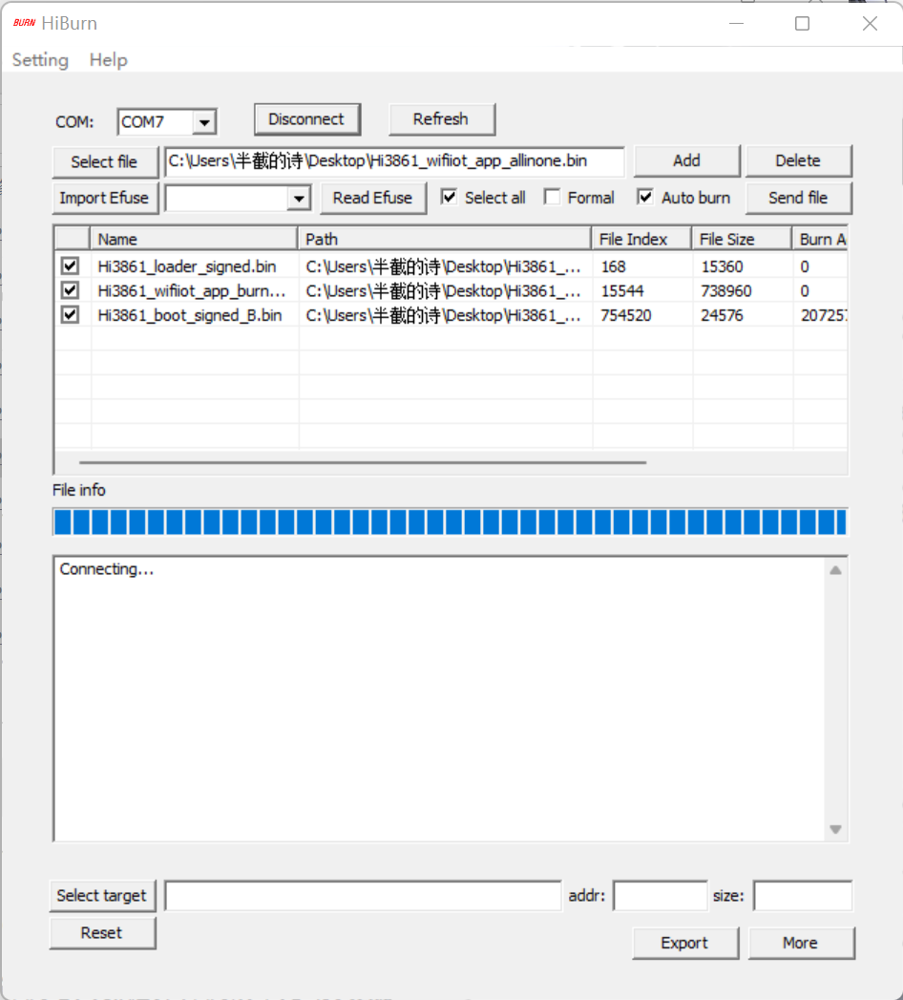 BURN HiBurn
Setting Help
COM: COM7 Disconnect Refresh
Select file C:\Users\半截的诗\Desktop\Hi3861_wifiiot_app_allinone.bin Add Delete
Import Efuse Read Efuse Select all Formal Auto burn Send file
Name Path File Index File Size Burn A
Hi3861_loader_signed.bin C:\Users\半截的诗\Desktop\Hi3861_... 168 15360 0
Hi3861_wifiiot_app_burn... C:\Users\半截的诗\Desktop\Hi3861_... 15544 738960 0
Hi3861_boot_signed_B.bin C:\Users\半截的诗\Desktop\Hi3861_... 754520 24576 207257
File info
Connecting...
Select target addr: size:
Reset
Export More